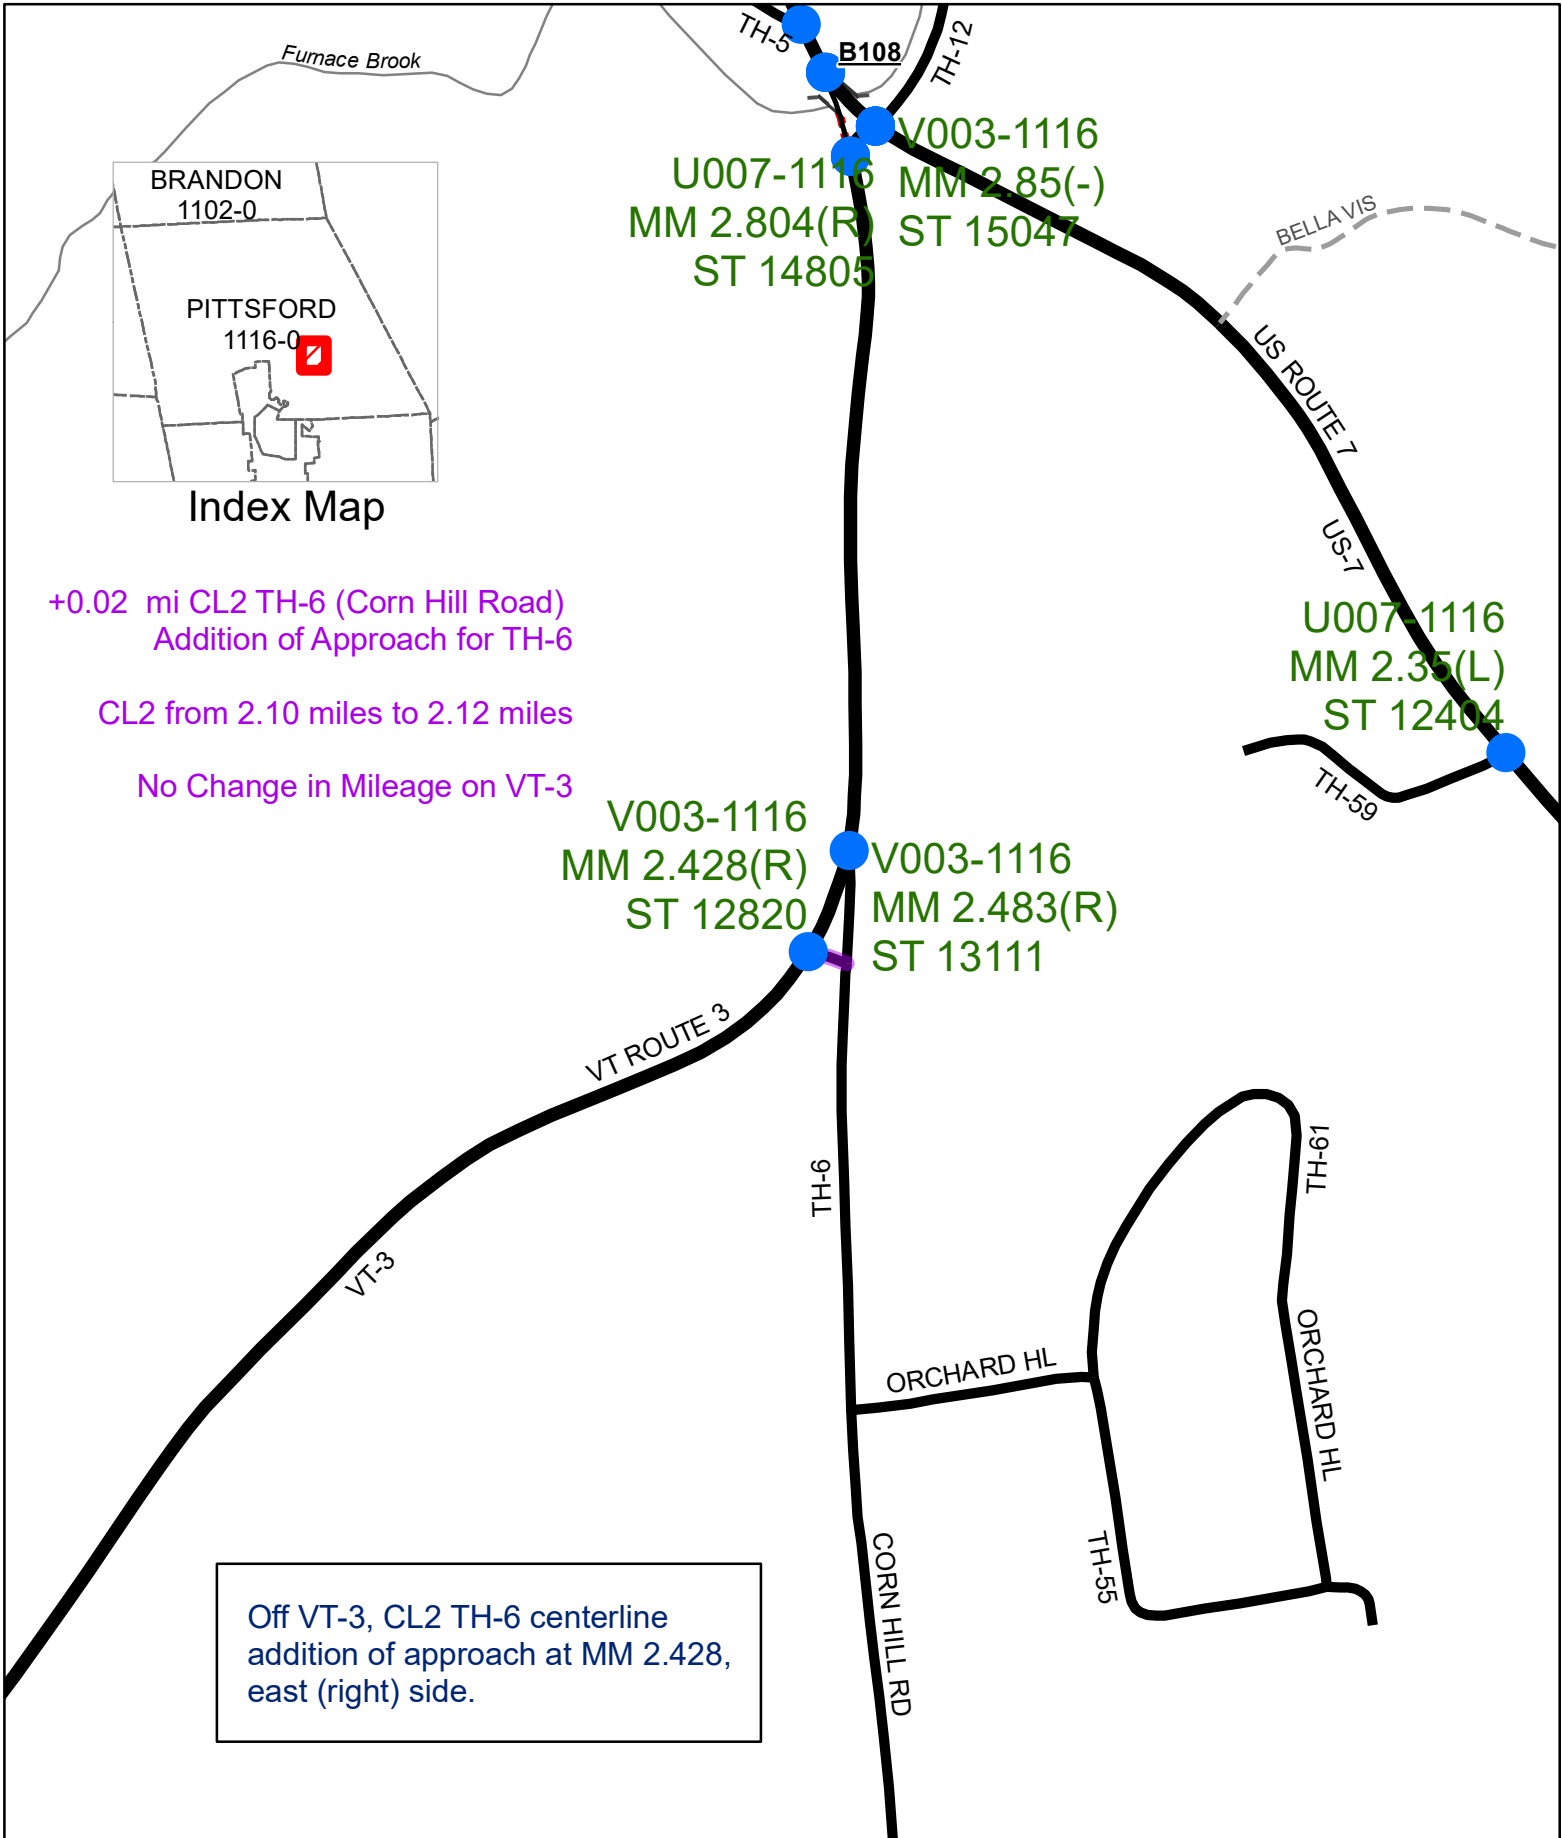 Furnace Brook
TH-5
B108
TH-12
V003-1116
MM 2.85(-)
ST 15047
U007-1116
MM 2.804(R)
ST 14805
BRANDON
1102-0
PITTSFORD
1116-0
Index Map
BELLA VIS
US ROUTE 7
US-7
+0.02 mi CL2 TH-6 (Corn Hill Road)
Addition of Approach for TH-6
CL2 from 2.10 miles to 2.12 miles
No Change in Mileage on VT-3
U007-1116
MM 2.35(L)
ST 12404
TH-59
V003-1116
MM 2.428(R)
ST 12820
V003-1116
MM 2.483(R)
ST 13111
VT ROUTE 3
VT-3
TH-6
TH-61
ORCHARD HL
ORCHARD HL
TH-55
CORN HILL RD
Off VT-3, CL2 TH-6 centerline
addition of approach at MM 2.428,
east (right) side.